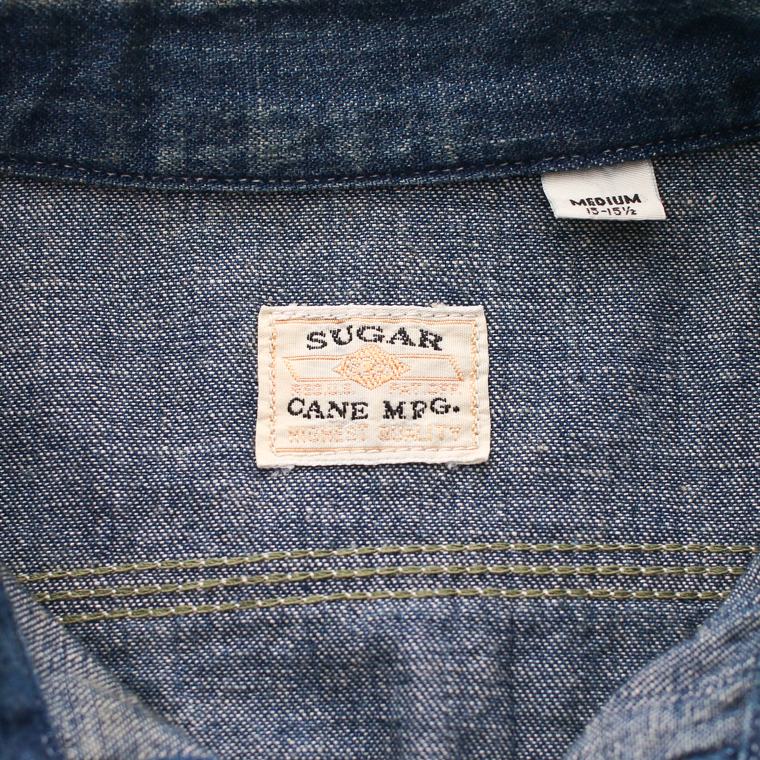 MEDIUM
15-15½
SUGAR
CANE MFG.
HIGHEST QUALITY